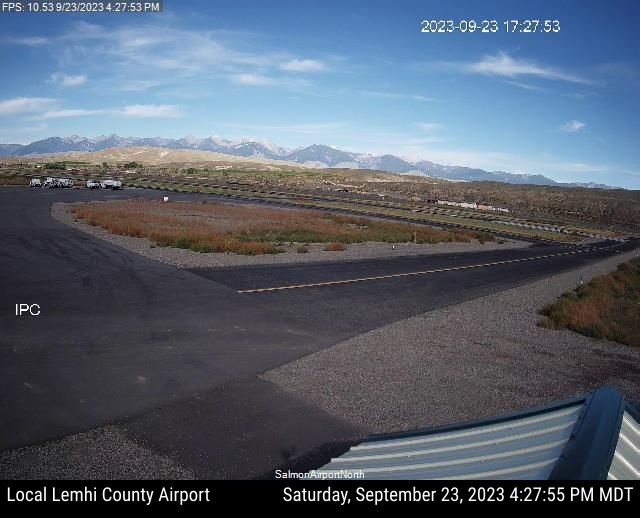 FPS: 10.53 9/23/2023 4:27:53 PM
2023-09-23 17:27:53
IPC
SalmonAirportNorth
Local Lemhi County Airport
Saturday, September 23, 2023 4:27:55 PM MDT